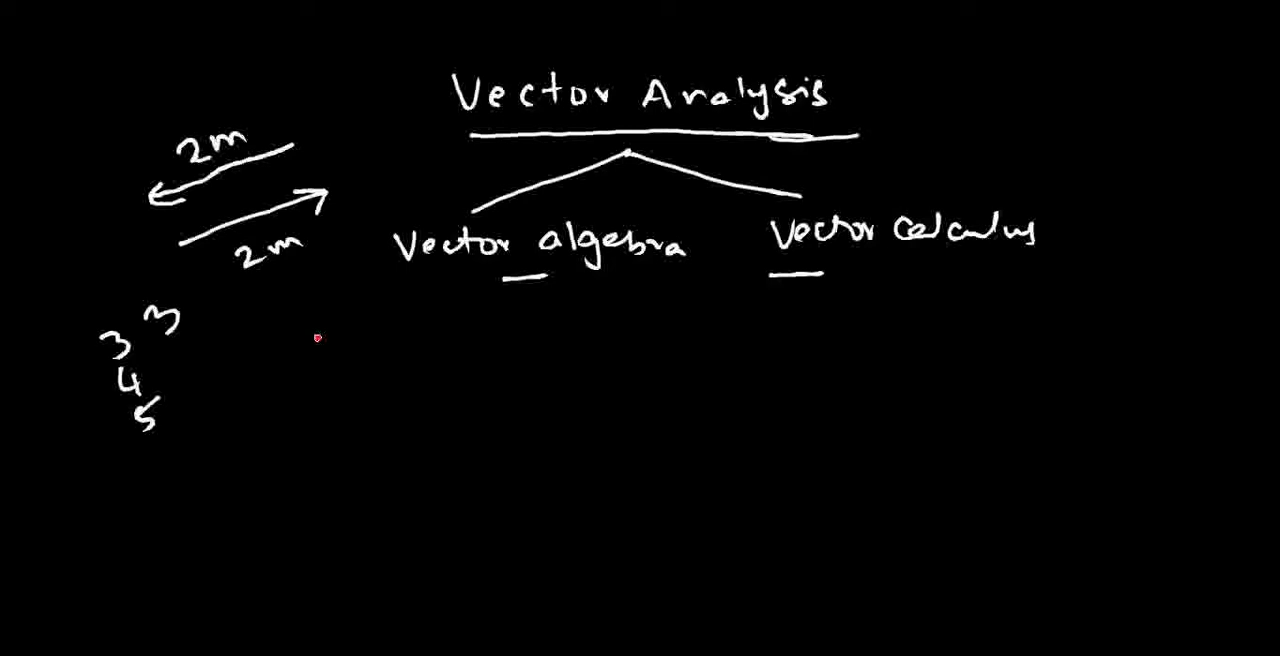 Vector Analysis
2m
2m
Vector algebra
Vector calculus
3
3
4
5